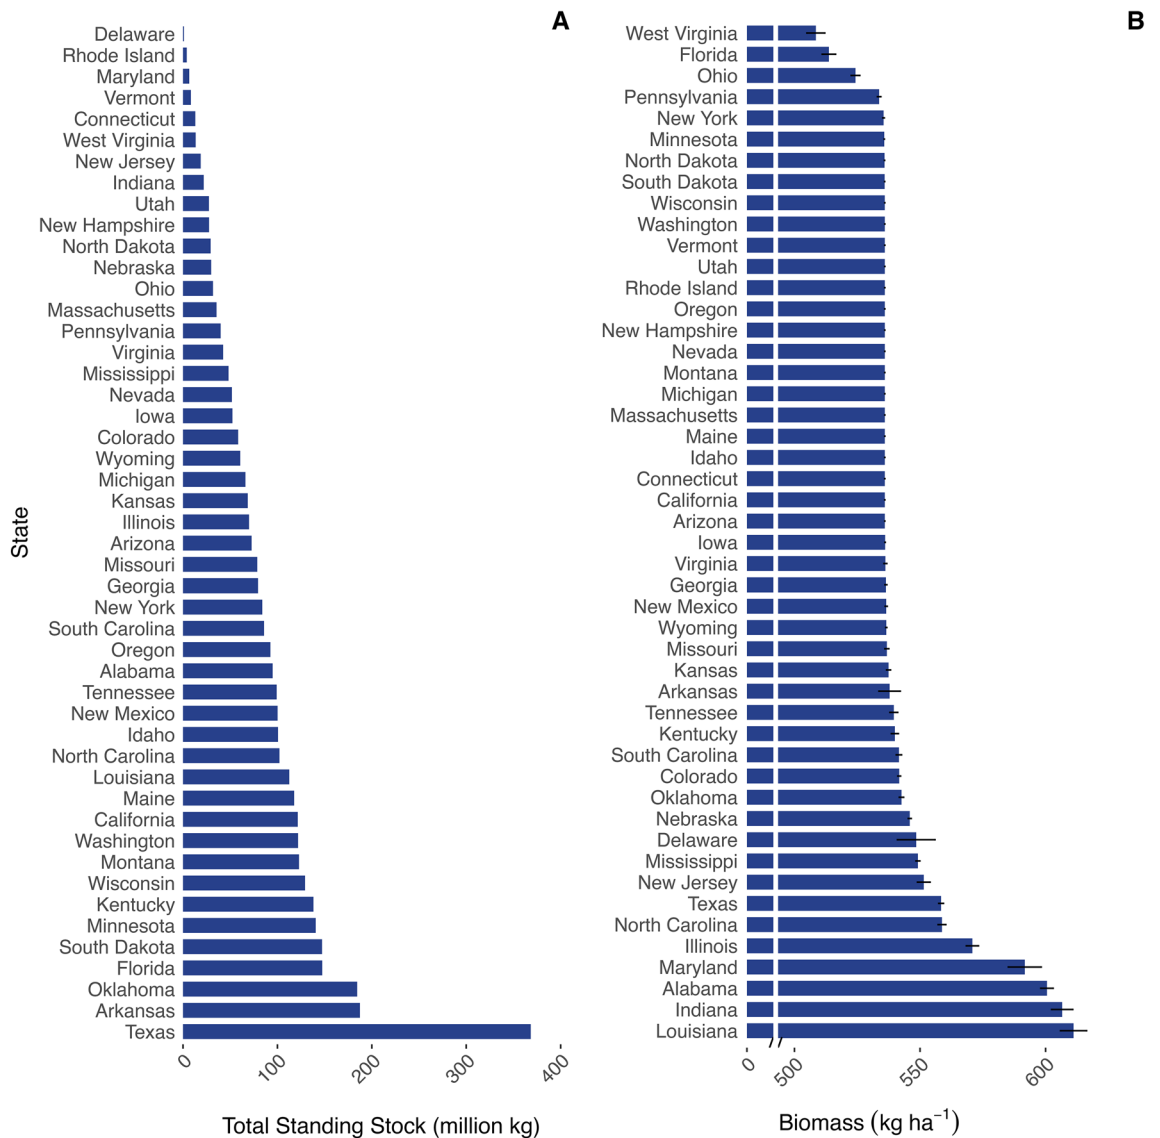 A
Delaware
Rhode Island
Maryland
Vermont
Connecticut
West Virginia
New Jersey
Indiana
Utah
New Hampshire
North Dakota
Nebraska
Ohio
Massachusetts
Pennsylvania
Virginia
Mississippi
Nevada
Iowa
Colorado
Wyoming
Michigan
Kansas
Illinois
Arizona
Missouri
Georgia
New York
South Carolina
Oregon
Alabama
Tennessee
New Mexico
Idaho
North Carolina
Louisiana
Maine
California
Washington
Montana
Wisconsin
Kentucky
Minnesota
South Dakota
Florida
Oklahoma
Arkansas
Texas
State
0 100 200 300 400
Total Standing Stock (million kg)
B
West Virginia
Florida
Ohio
Pennsylvania
New York
Minnesota
North Dakota
South Dakota
Wisconsin
Washington
Vermont
Utah
Rhode Island
Oregon
New Hampshire
Nevada
Montana
Michigan
Massachusetts
Maine
Idaho
Connecticut
California
Arizona
Iowa
Virginia
Georgia
New Mexico
Wyoming
Missouri
Kansas
Arkansas
Tennessee
Kentucky
South Carolina
Colorado
Oklahoma
Nebraska
Delaware
Mississippi
New Jersey
Texas
North Carolina
Illinois
Maryland
Alabama
Indiana
Louisiana
0 // 500 550 600
Biomass (kg ha⁻¹)